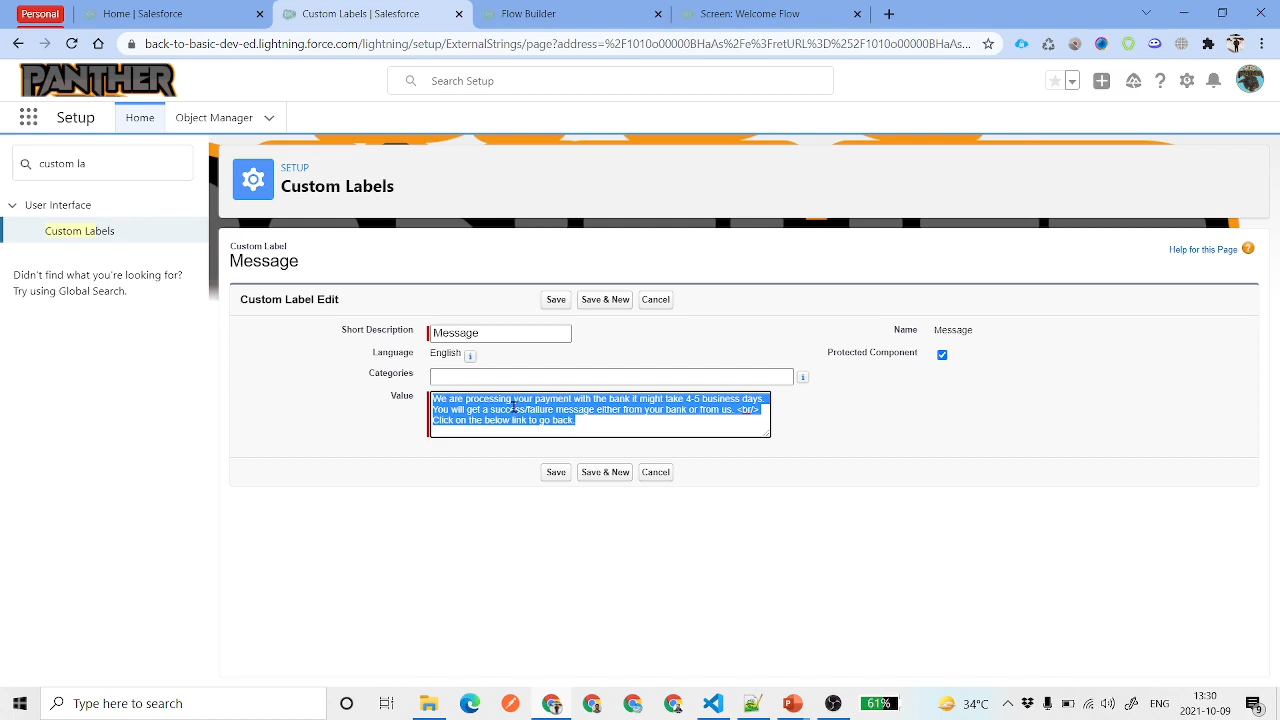 Personal
Home | Salesforce
Custom Labels | Salesforce
Flow Builder
Screen: Welcome Flow
back-bic-dev-ed.lightning.force.com/lightning/setup/ExternalStrings/page?address=%2F1010o00000BHaAs%2Fe%3FretURL%3D%252F1010o00000BHaAs...
PANTHER
Search Setup
Setup
Home
Object Manager
custom la
User Interface
Custom Labels
Didn't find what you're looking for?
Try using Global Search.
SETUP
Custom Labels
Custom Label
Message
Help for this Page
Custom Label Edit
Save
Save & New
Cancel
Short Description
Message
Name
Message
Language
English
Protected Component
Categories
Value
We are processing your payment with the bank it might take 4-5 business days.
You will get a success/failure message either from your bank or from us. <br/>
Click on the below link to go back.
Save
Save & New
Cancel
Type here to search
61%
34°C
ENG
13:30
2021-10-09